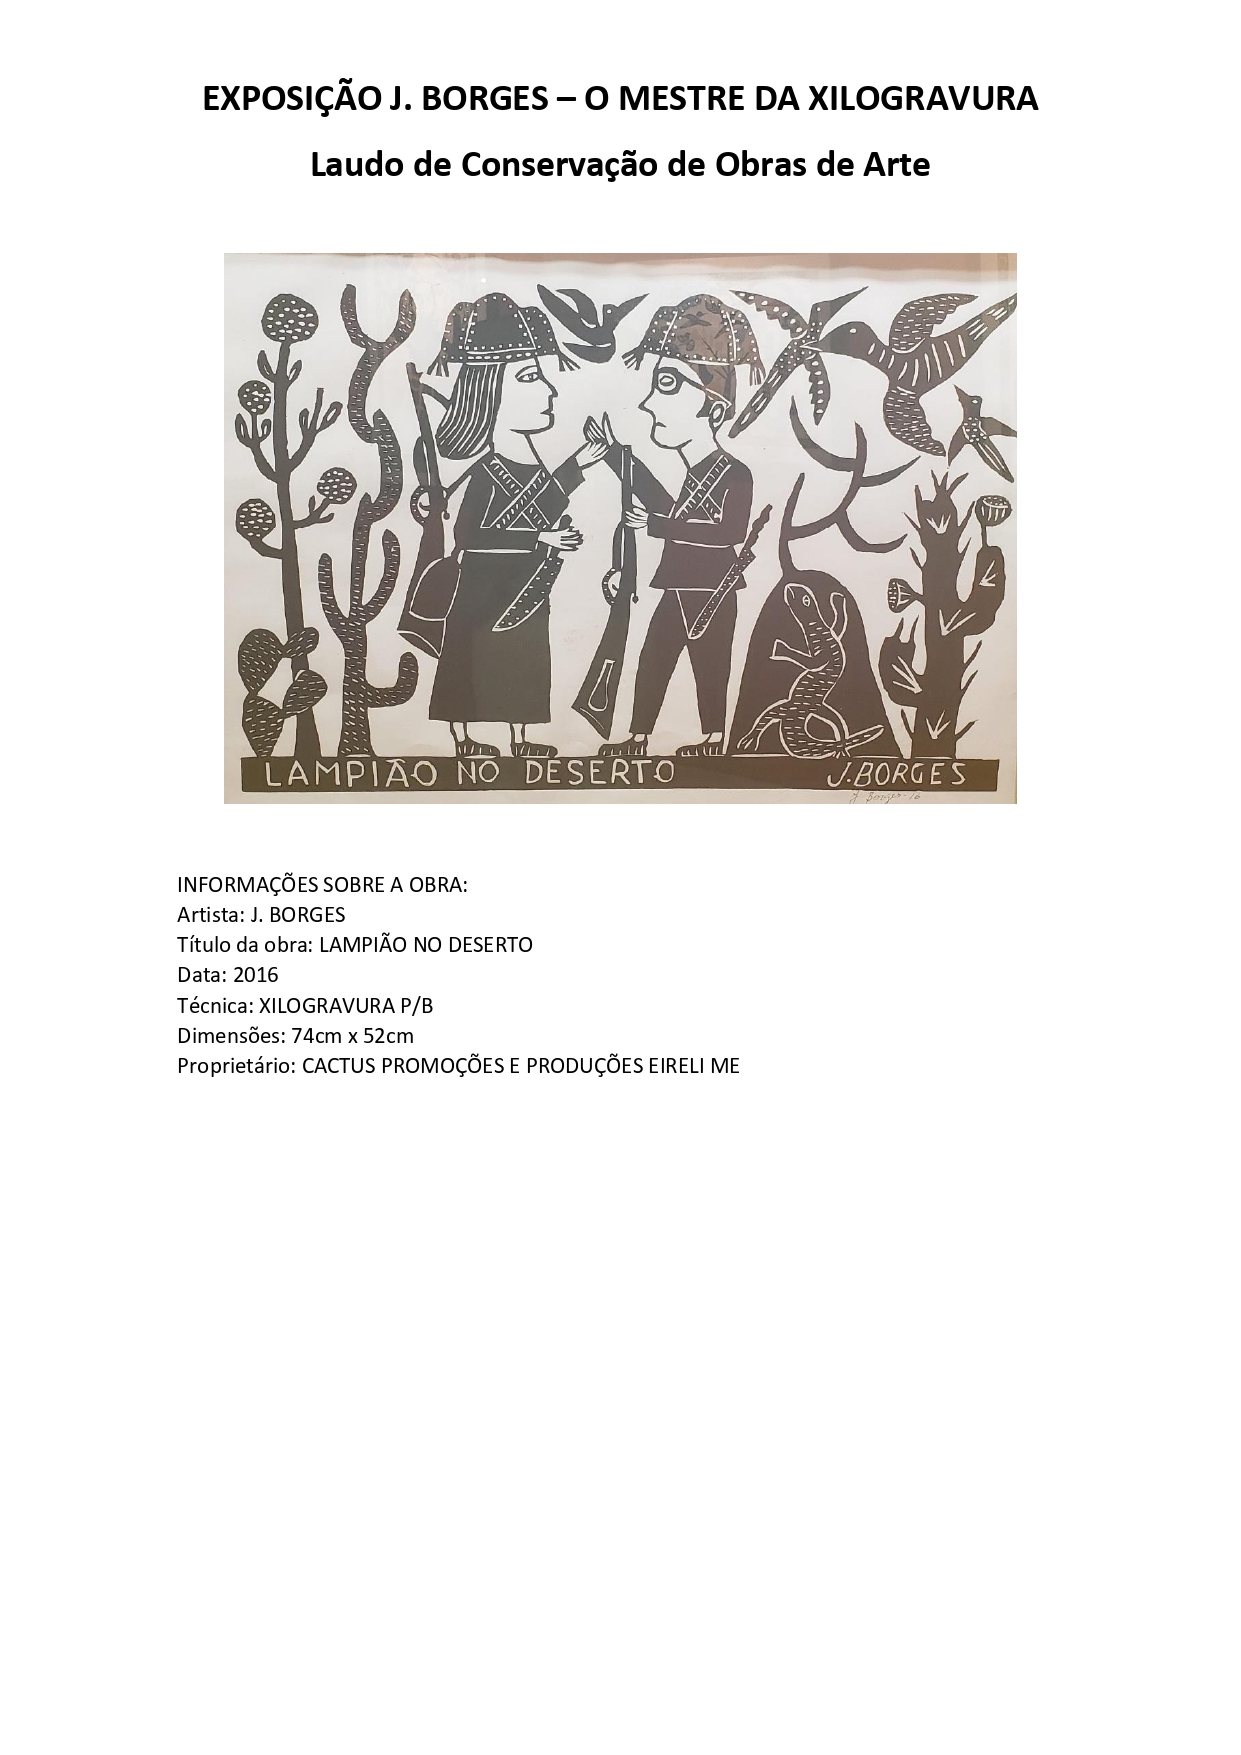 EXPOSIÇÃO J. BORGES – O MESTRE DA XILOGRAVURA
Laudo de Conservação de Obras de Arte
LAMPIÃO NO DESERTO J.BORGES
J. Borges-16
INFORMAÇÕES SOBRE A OBRA:
Artista: J. BORGES
Título da obra: LAMPIÃO NO DESERTO
Data: 2016
Técnica: XILOGRAVURA P/B
Dimensões: 74cm x 52cm
Proprietário: CACTUS PROMOÇÕES E PRODUÇÕES EIRELI ME